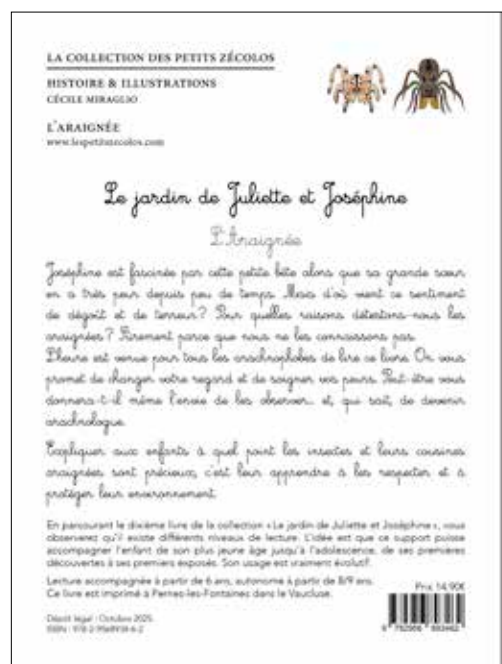 LA COLLECTION DES PETITS ZÉCOLOS
HISTOIRE & ILLUSTRATIONS
CÉCILE MIRAGLIO
L'ARAIGNÉE
www.lespetitszecolos.com
Le jardin de Juliette et Joséphine
L'Araignée
Joséphine est fascinée par cette petite bête alors que sa grande sœur
en a très peur depuis peu de temps. Mais d'où vient ce sentiment
de dégoût et de terreur ? Pour quelles raisons détestons-nous les
araignées ? Sûrement parce que nous ne les connaissons pas.
L'heure est venue pour tous les arachnophobes de lire ce livre. On vous
promet de changer votre regard et de soigner vos peurs. Peut-être vous
donnera-t-il même l'envie de les observer... et, qui sait, de devenir
arachnologue.
Expliquer aux enfants à quel point les insectes et leurs cousines
araignées sont précieux, c'est leur apprendre à les respecter et à
protéger leur environnement.
En parcourant le dixième livre de la collection « Le jardin de Juliette et Joséphine », vous
observerez qu'il existe différents niveaux de lecture. L'idée est que ce support puisse
accompagner l'enfant de son plus jeune âge jusqu'à l'adolescence, de ses premières
découvertes à ses premiers exposés. Son usage est vraiment évolutif.
Lecture accompagnée à partir de 6 ans, autonome à partir de 8/9 ans.
Ce livre est imprimé à Pernes-les-Fontaines dans le Vaucluse.
Prix 14,90€
Dépôt légal : Octobre 2025
ISBN :